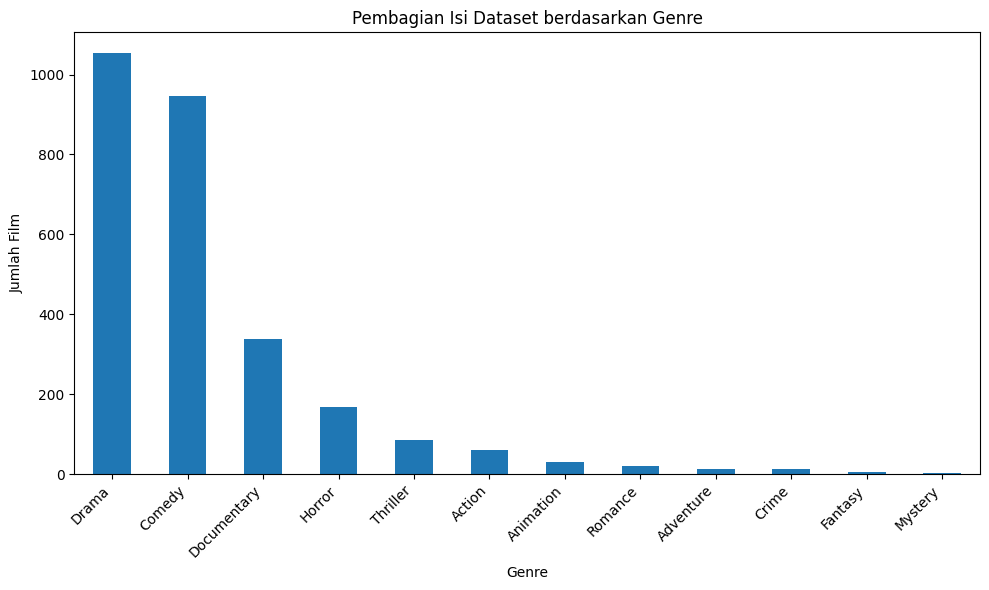 Pembagian Isi Dataset berdasarkan Genre
Jumlah Film
1000
800
600
400
200
0
Drama
Comedy
Documentary
Horror
Thriller
Action
Animation
Romance
Adventure
Crime
Fantasy
Mystery
Genre